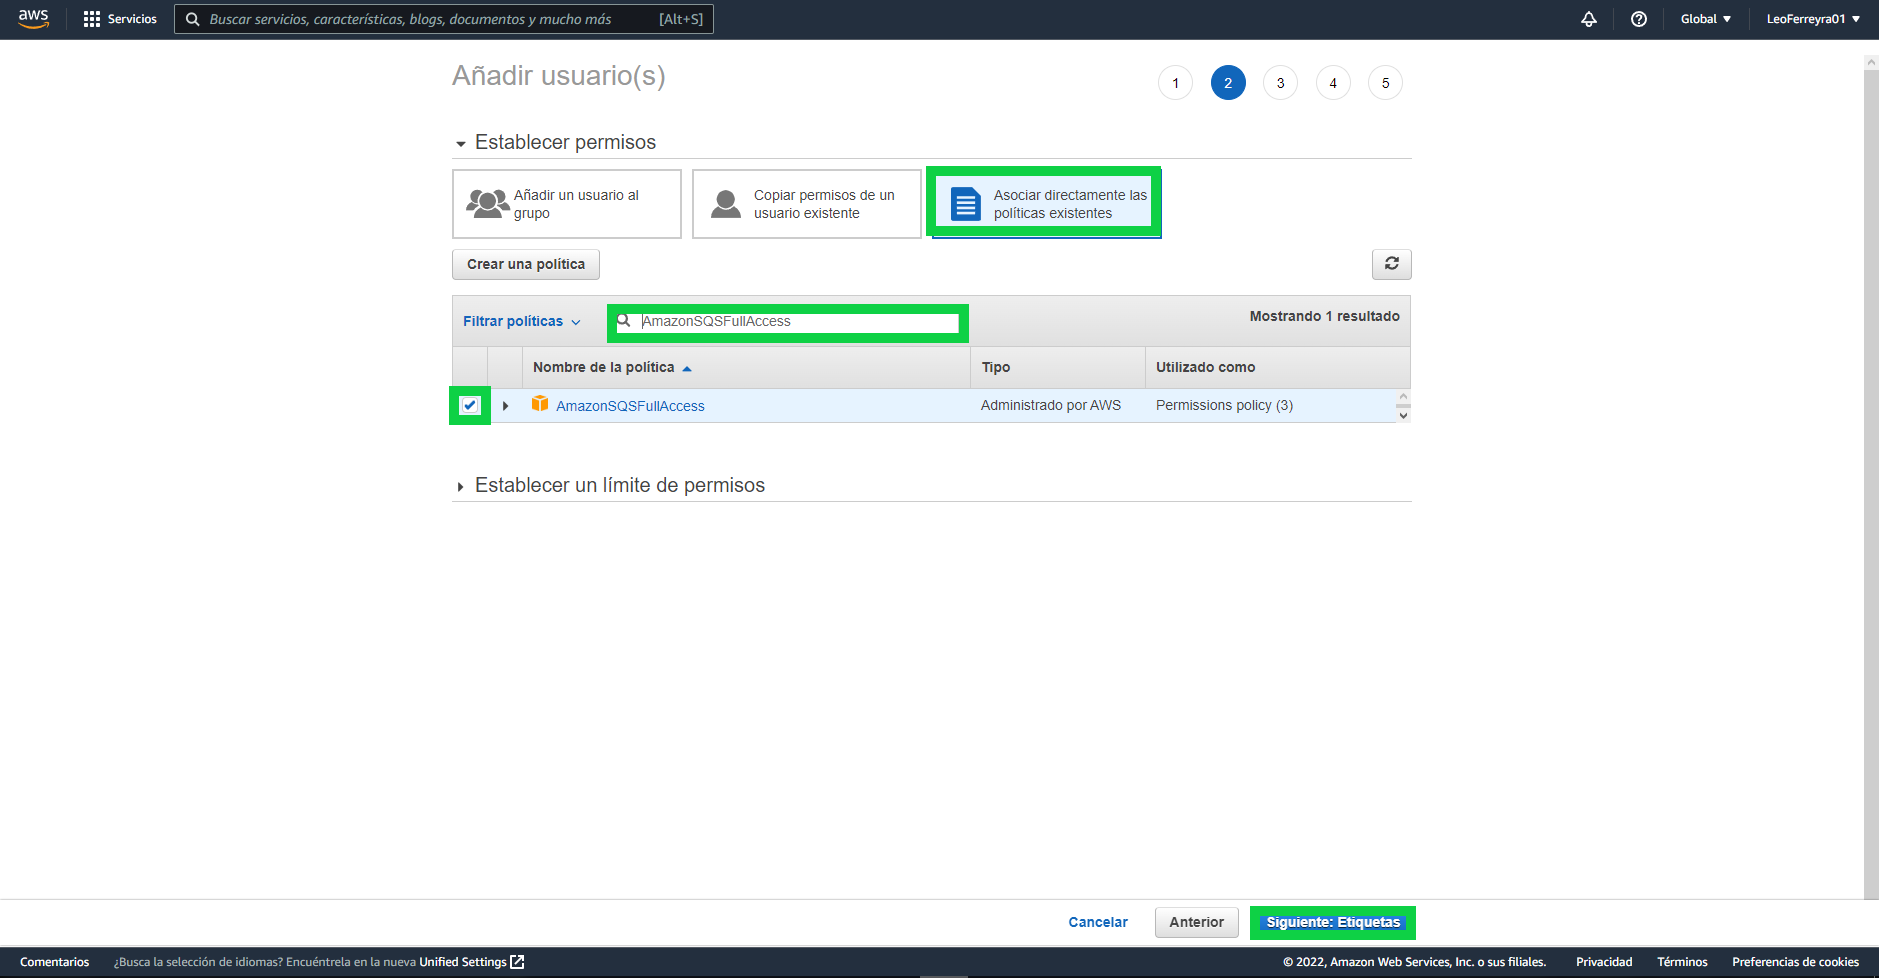 aws
Servicios
Buscar servicios, características, blogs, documentos y mucho más [Alt+S]
Global
LeoFerreyra01
Añadir usuario(s)
1 2 3 4 5
Establecer permisos
Añadir un usuario al
grupo
Copiar permisos de un
usuario existente
Asociar directamente las
políticas existentes
Crear una política
Filtrar políticas
AmazonSQSFullAccess
Mostrando 1 resultado
Nombre de la política Tipo Utilizado como
AmazonSQSFullAccess Administrado por AWS Permissions policy (3)
Establecer un límite de permisos
Cancelar Anterior Siguiente: Etiquetas
Comentarios ¿Busca la selección de idiomas? Encuéntrela en la nueva Unified Settings © 2022, Amazon Web Services, Inc. o sus filiales. Privacidad Términos Preferencias de cookies